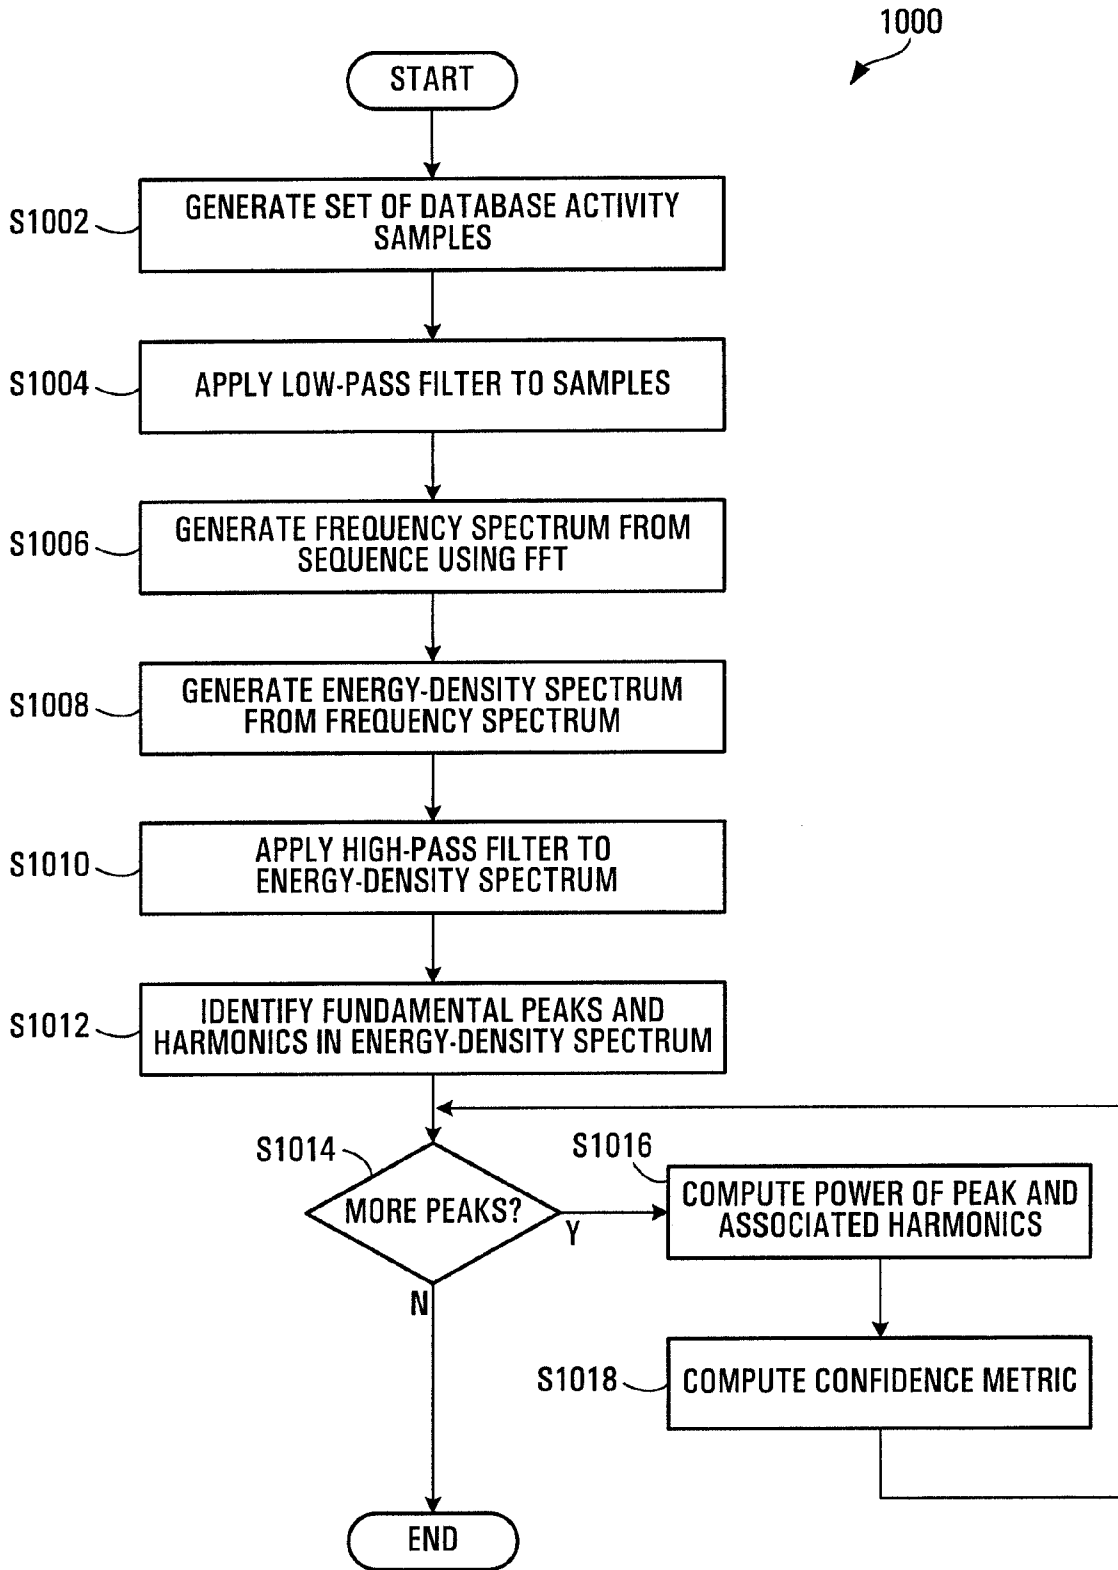 1000
START
S1002
GENERATE SET OF DATABASE ACTIVITY
SAMPLES
S1004
APPLY LOW-PASS FILTER TO SAMPLES
S1006
GENERATE FREQUENCY SPECTRUM FROM
SEQUENCE USING FFT
S1008
GENERATE ENERGY-DENSITY SPECTRUM
FROM FREQUENCY SPECTRUM
S1010
APPLY HIGH-PASS FILTER TO
ENERGY-DENSITY SPECTRUM
S1012
IDENTIFY FUNDAMENTAL PEAKS AND
HARMONICS IN ENERGY-DENSITY SPECTRUM
S1014
MORE PEAKS?
Y
N
S1016
COMPUTE POWER OF PEAK AND
ASSOCIATED HARMONICS
S1018
COMPUTE CONFIDENCE METRIC
END